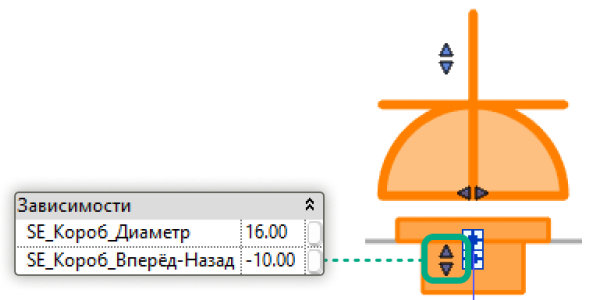 Зависимости
SE_Короб_Диаметр 16.00
SE_Короб_Вперёд-Назад -10.00